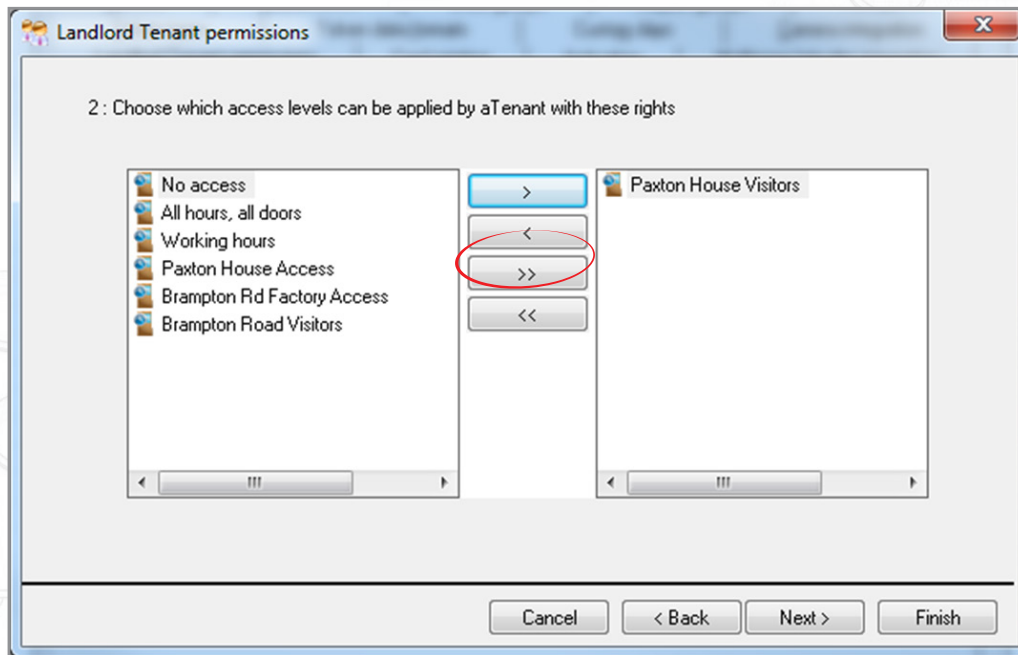 Landlord Tenant permissions
X
2 : Choose which access levels can be applied by aTenant with these rights
No access
All hours, all doors
Working hours
Paxton House Access
Brampton Rd Factory Access
Brampton Road Visitors
>
<
>>
<<
Paxton House Visitors
Cancel
< Back
Next >
Finish